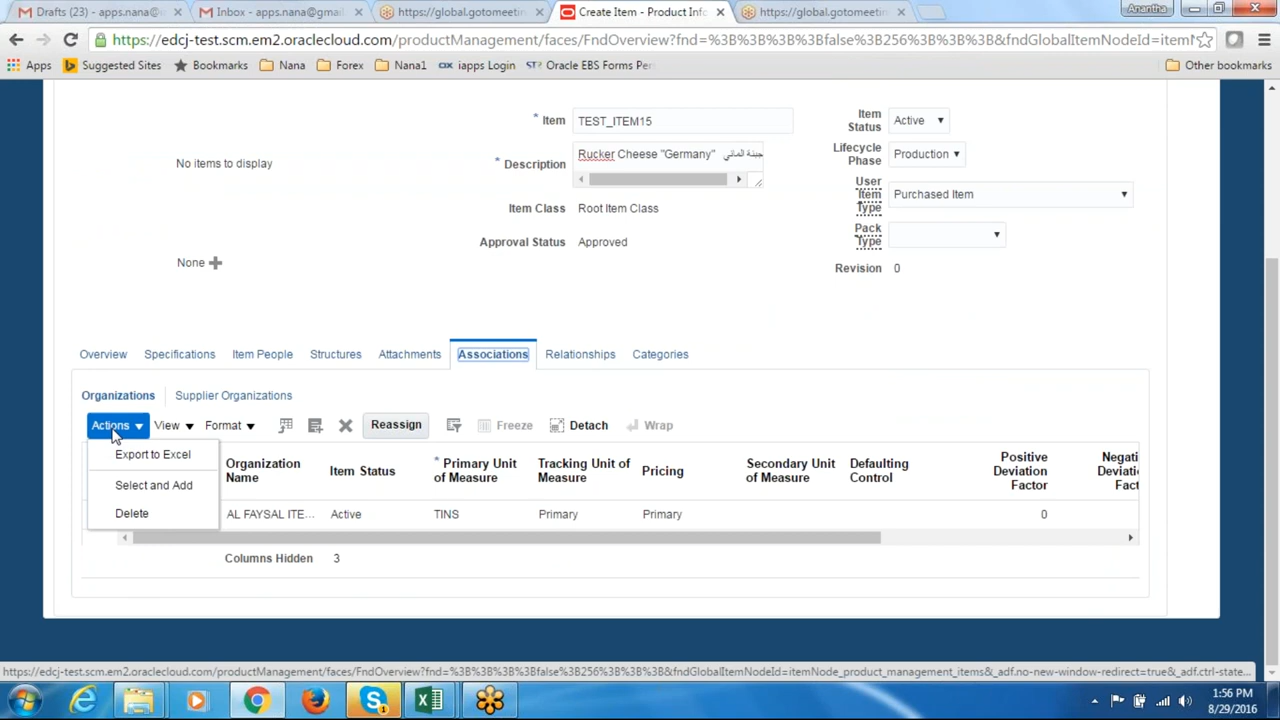 Drafts (23) - apps.nana@
Inbox - apps.nana@gmail
https://global.gotomeeti
Create Item - Product Info
https://global.gotomeetin
Anantha
https://edcj-test.scm.em2.oraclecloud.com/productManagement/faces/FndOverview?fnd=%3B%3B%3B%3Bfalse%3B256%3B%3B%3B&fndGlobalItemNodeId=item
Apps
Suggested Sites
Bookmarks
Nana
Forex
Nana1
iapps Login
Oracle EBS Forms Per
Other bookmarks
* Item TEST_ITEM15
Item Status Active
No items to display
* Description Rucker Cheese "Germany" جبنة الماني
Lifecycle Phase Production
User Item Type Purchased Item
Item Class Root Item Class
Pack Type
Approval Status Approved
None
Revision 0
Overview
Specifications
Item People
Structures
Attachments
Associations
Relationships
Categories
Organizations
Supplier Organizations
Actions
View
Format
Reassign
Freeze
Detach
Wrap
Export to Excel
Select and Add
Delete
Organization Name
Item Status
* Primary Unit of Measure
Tracking Unit of Measure
Pricing
Secondary Unit of Measure
Defaulting Control
Positive Deviation Factor
Negati Deviatio Fact
AL FAYSAL ITE...
Active
TINS
Primary
Primary
0
Columns Hidden 3
https://edcj-test.scm.em2.oraclecloud.com/productManagement/faces/FndOverview?fnd=%3B%3B%3B%3Bfalse%3B256%3B%3B%3B&fndGlobalItemNodeId=itemNode_product_management_items&_adf.no-new-window-redirect=true&_adf.ctrl-state...
1:56 PM
8/29/2016